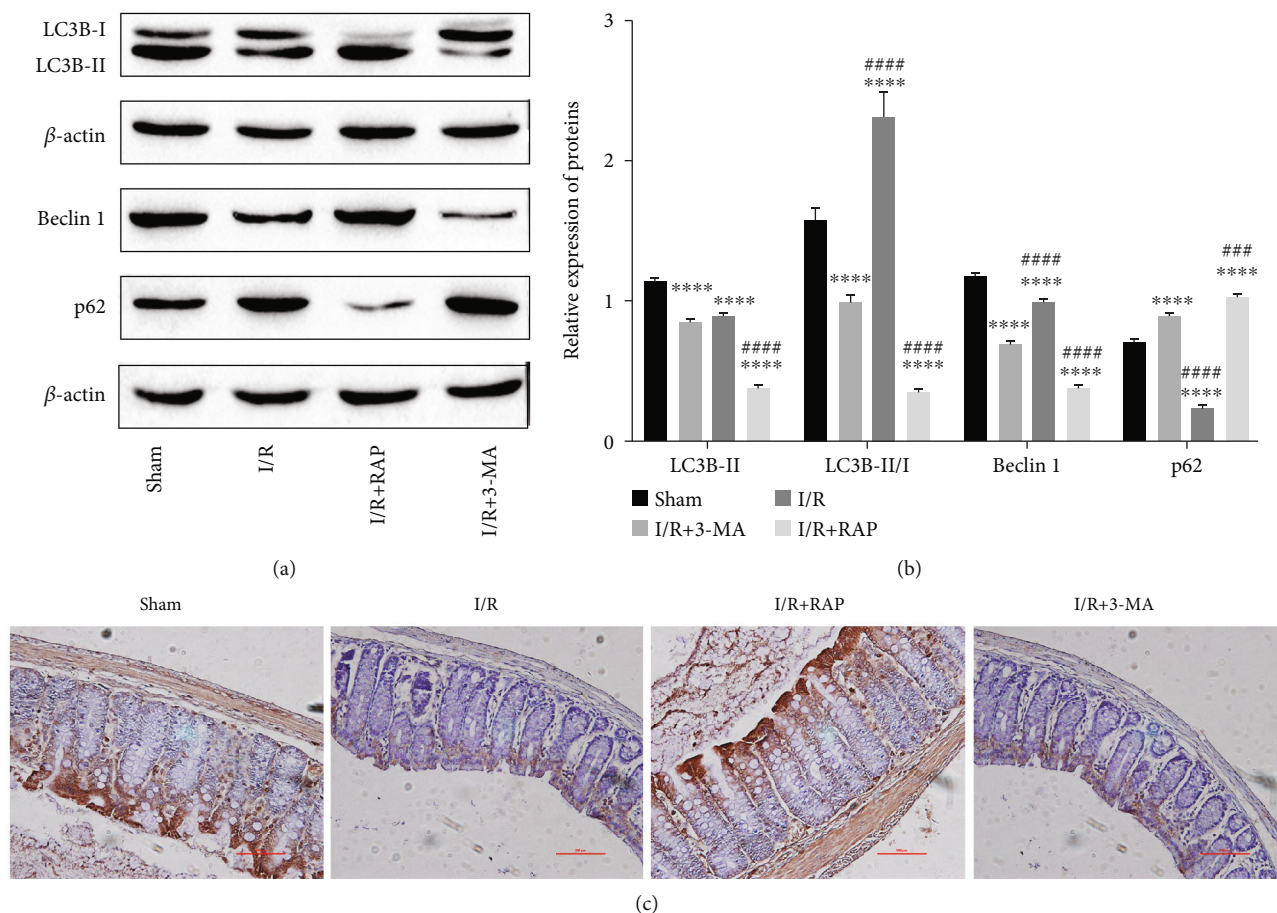 LC3B-I
LC3B-II
β-actin
Beclin 1
p62
β-actin
Sham
I/R
I/R+RAP
I/R+3-MA
(a)
Relative expression of proteins
3
2
1
0
**** ****
####
****
****
####
****
####
****
****
####
****
####
****
****
####
****
###
****
LC3B-II
LC3B-II/I
Beclin 1
p62
Sham
I/R
I/R+3-MA
I/R+RAP
(b)
Sham
I/R
I/R+RAP
I/R+3-MA
(c)